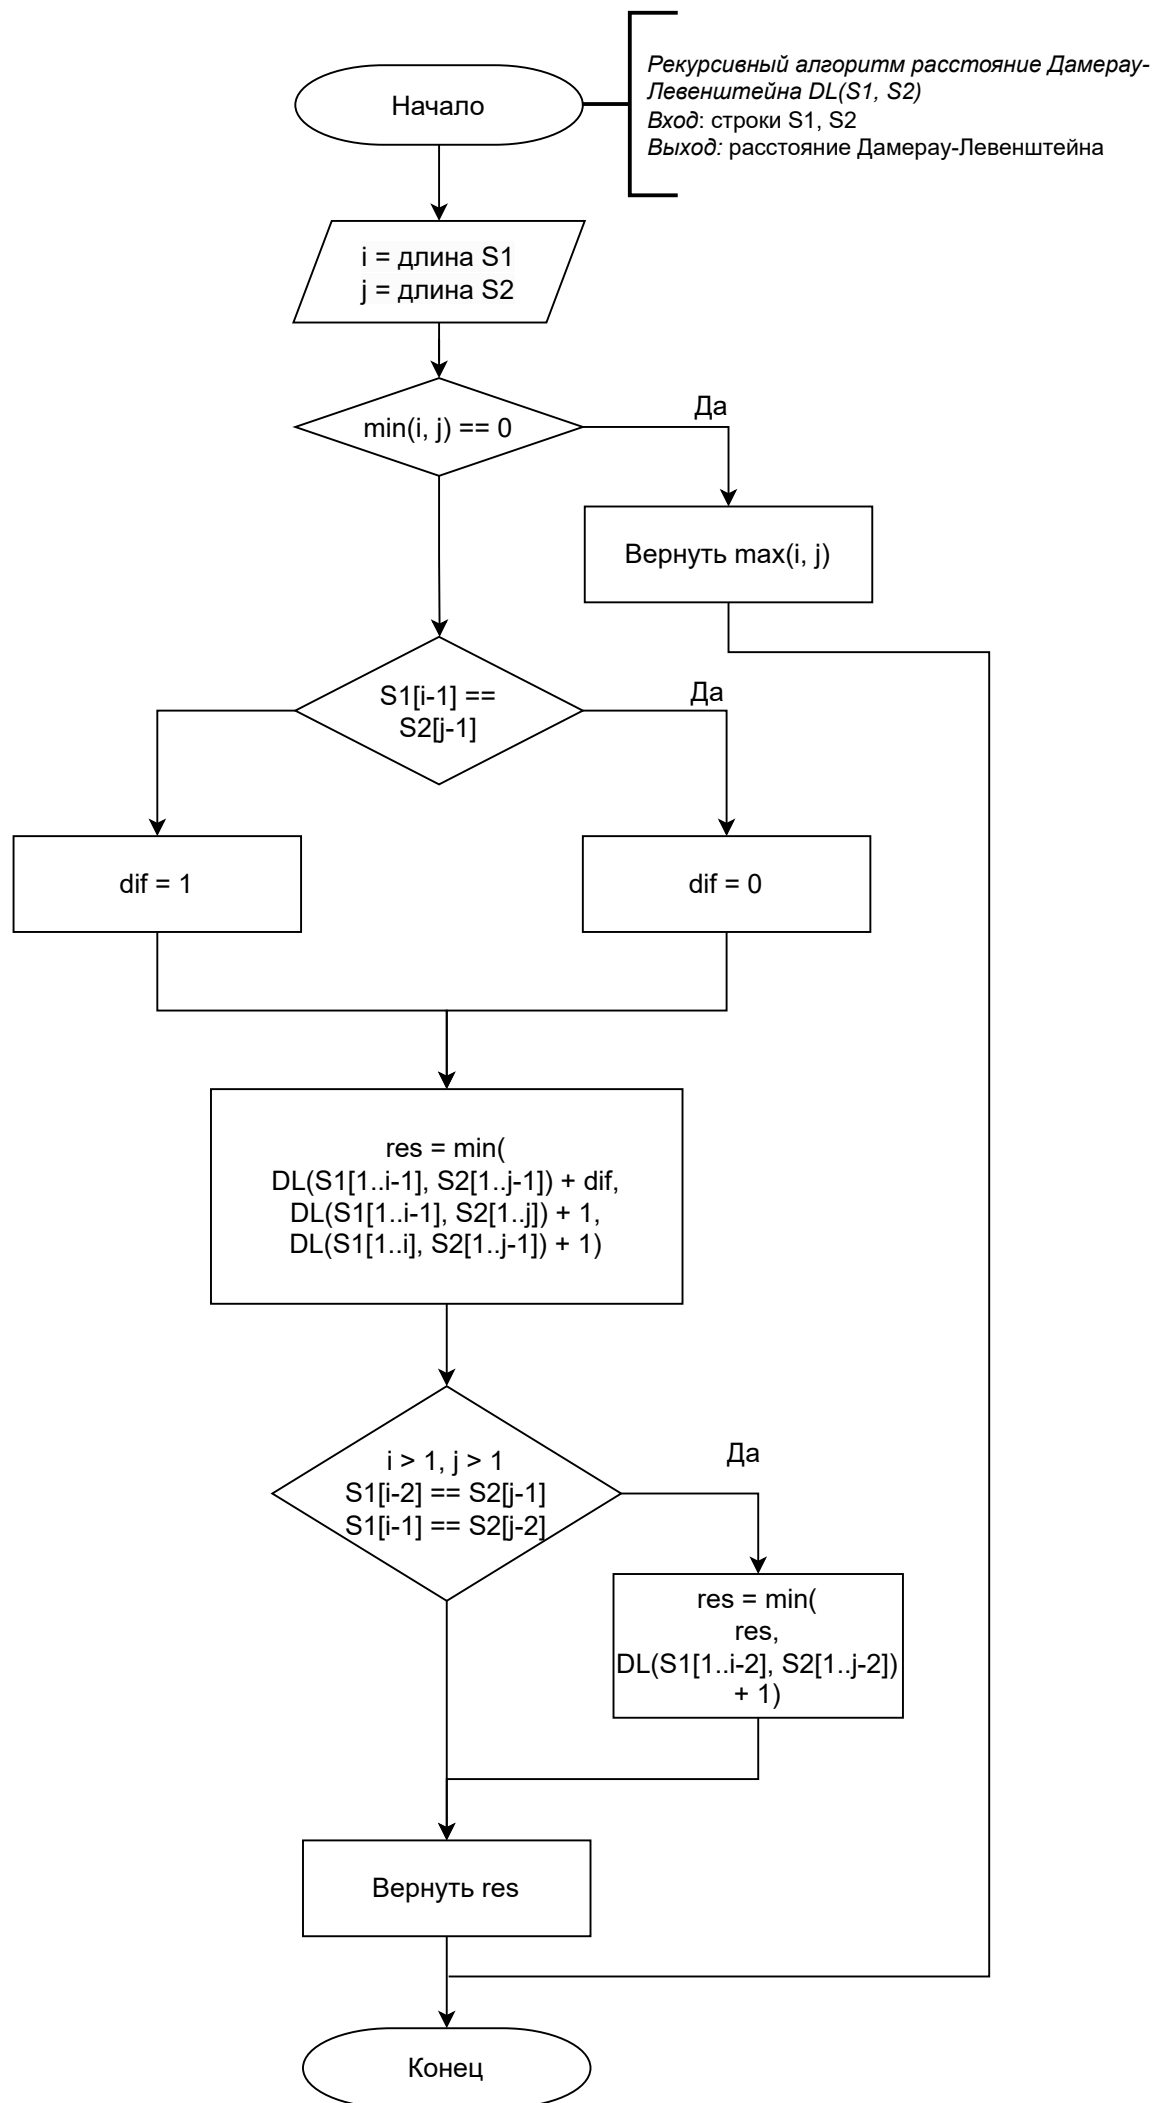 Начало
Рекурсивный алгоритм расстояние Дамерау-
Левенштейна DL(S1, S2)
Вход: строки S1, S2
Выход: расстояние Дамерау-Левенштейна
i = длина S1
j = длина S2
min(i, j) == 0
Да
Вернуть max(i, j)
S1[i-1] ==
S2[j-1]
Да
dif = 1
dif = 0
res = min(
DL(S1[1..i-1], S2[1..j-1]) + dif,
DL(S1[1..i-1], S2[1..j]) + 1,
DL(S1[1..i], S2[1..j-1]) + 1)
i > 1, j > 1
S1[i-2] == S2[j-1]
S1[i-1] == S2[j-2]
Да
res = min(
res,
DL(S1[1..i-2], S2[1..j-2])
+ 1)
Вернуть res
Конец